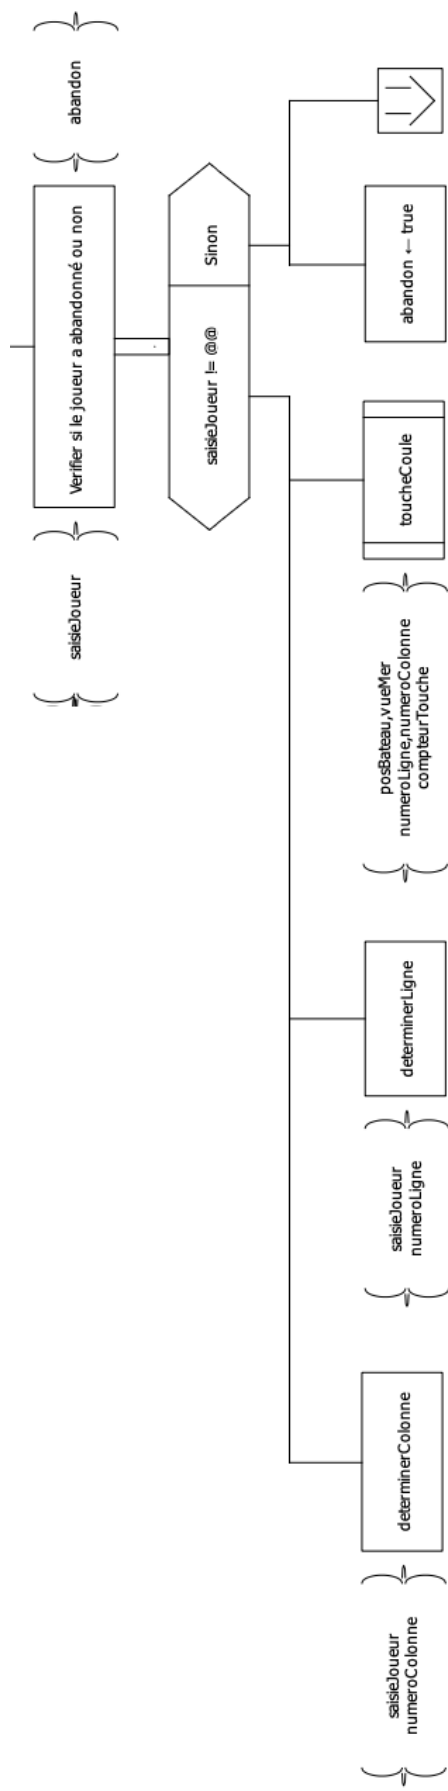 saisieJoueur
Verifier si le joueur a abandonné ou non
abandon
saisieJoueur != @@
Sinon
saisieJoueur
numeroColonne
determinerColonne
saisieJoueur
numeroLigne
determinerLigne
posBateau,vueMer
numeroLigne,numeroColonne
compteurTouche
toucheCoule
abandon ← true